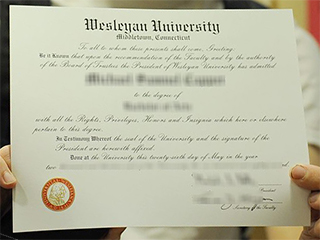 Wesleyan University
Middletown, Connecticut
To all to whom these presents shall come, Greeting:
Be it Known that upon the recommendation of the Faculty and by the authority
of the Board of Trustees the President of Wesleyan University has admitted
to the degree of
with all the Rights, Privileges, Honors and Insignia which here or elsewhere
pertain to this degree.
In Testimony Whereof the seal of the University and the signature of the
President are herewith affixed.
Done at the University this twenty-sixth day of May in the year
two
President
Secretary of the Faculty